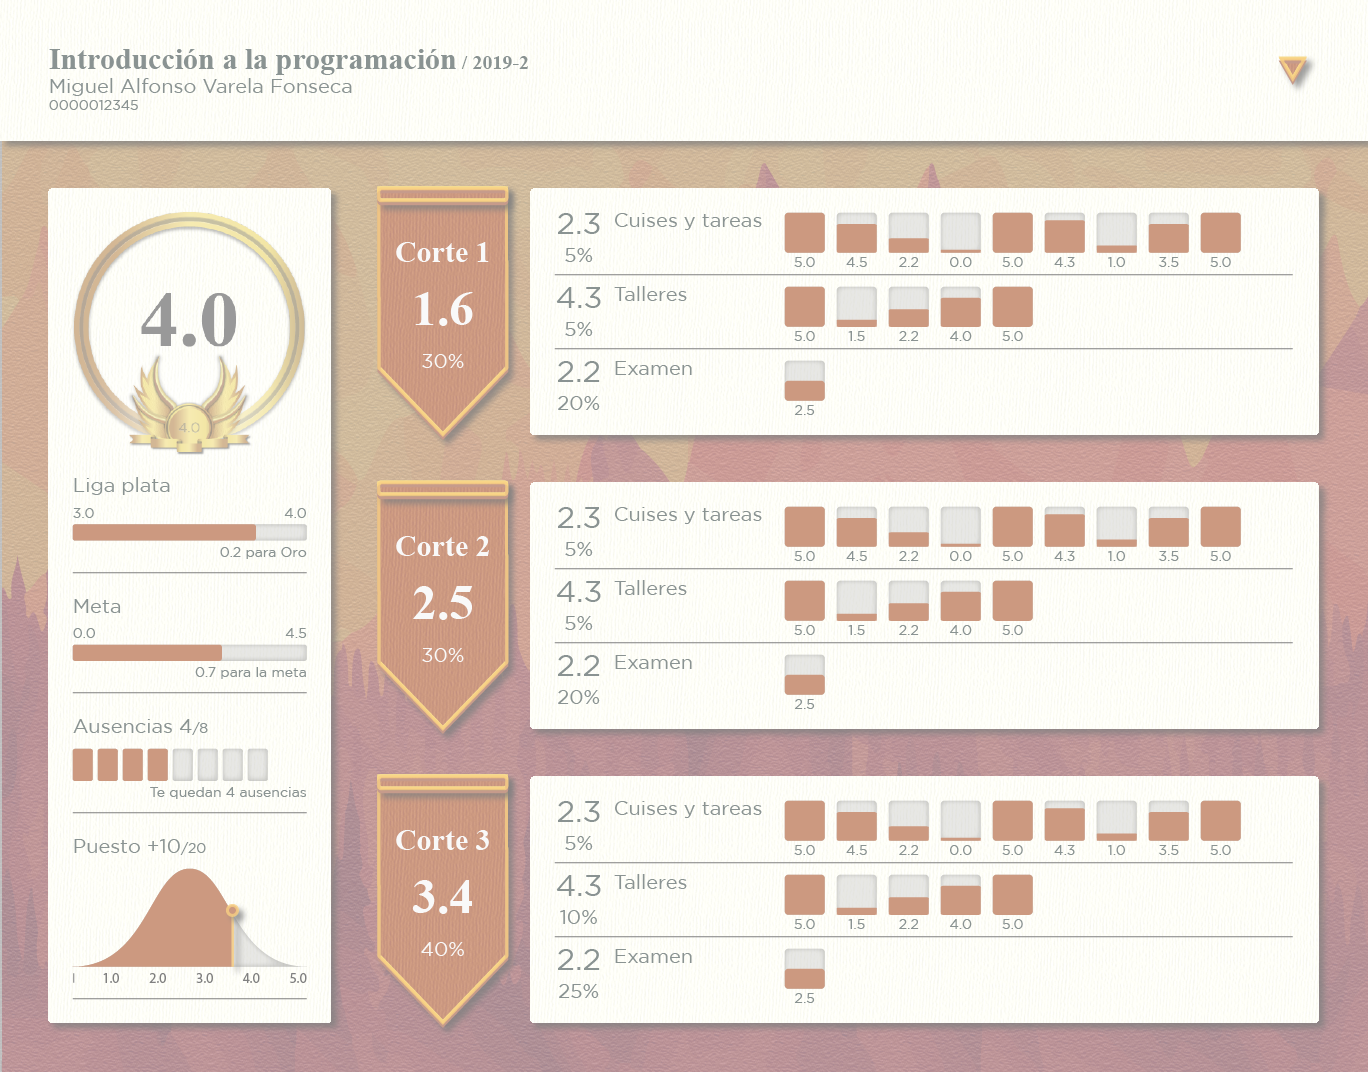 Introducción a la programación / 2019-2
Miguel Alfonso Varela Fonseca
0000012345
4.0
4.0
Liga plata
3.0 4.0
0.2 para Oro
Meta
0.0 4.5
0.7 para la meta
Ausencias 4/8
Te quedan 4 ausencias
Puesto +10/20
1.0 2.0 3.0 4.0 5.0
Corte 1
1.6
30%
2.3 Cuises y tareas
5%
5.0 4.5 2.2 0.0 5.0 4.3 1.0 3.5 5.0
4.3 Talleres
5%
5.0 1.5 2.2 4.0 5.0
2.2 Examen
20%
2.5
Corte 2
2.5
30%
2.3 Cuises y tareas
5%
5.0 4.5 2.2 0.0 5.0 4.3 1.0 3.5 5.0
4.3 Talleres
5%
5.0 1.5 2.2 4.0 5.0
2.2 Examen
20%
2.5
Corte 3
3.4
40%
2.3 Cuises y tareas
5%
5.0 4.5 2.2 0.0 5.0 4.3 1.0 3.5 5.0
4.3 Talleres
10%
5.0 1.5 2.2 4.0 5.0
2.2 Examen
25%
2.5